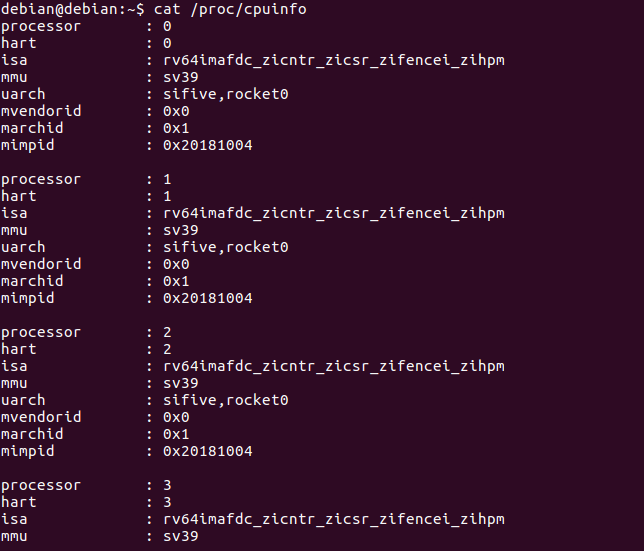 debian@debian:~$ cat /proc/cpuinfo
processor : 0
hart : 0
isa : rv64imafdc_zicntr_zicsr_zifencei_zihpm
mmu : sv39
uarch : sifive,rocket0
mvendorid : 0x0
marchid : 0x1
mimpid : 0x20181004
processor : 1
hart : 1
isa : rv64imafdc_zicntr_zicsr_zifencei_zihpm
mmu : sv39
uarch : sifive,rocket0
mvendorid : 0x0
marchid : 0x1
mimpid : 0x20181004
processor : 2
hart : 2
isa : rv64imafdc_zicntr_zicsr_zifencei_zihpm
mmu : sv39
uarch : sifive,rocket0
mvendorid : 0x0
marchid : 0x1
mimpid : 0x20181004
processor : 3
hart : 3
isa : rv64imafdc_zicntr_zicsr_zifencei_zihpm
mmu : sv39